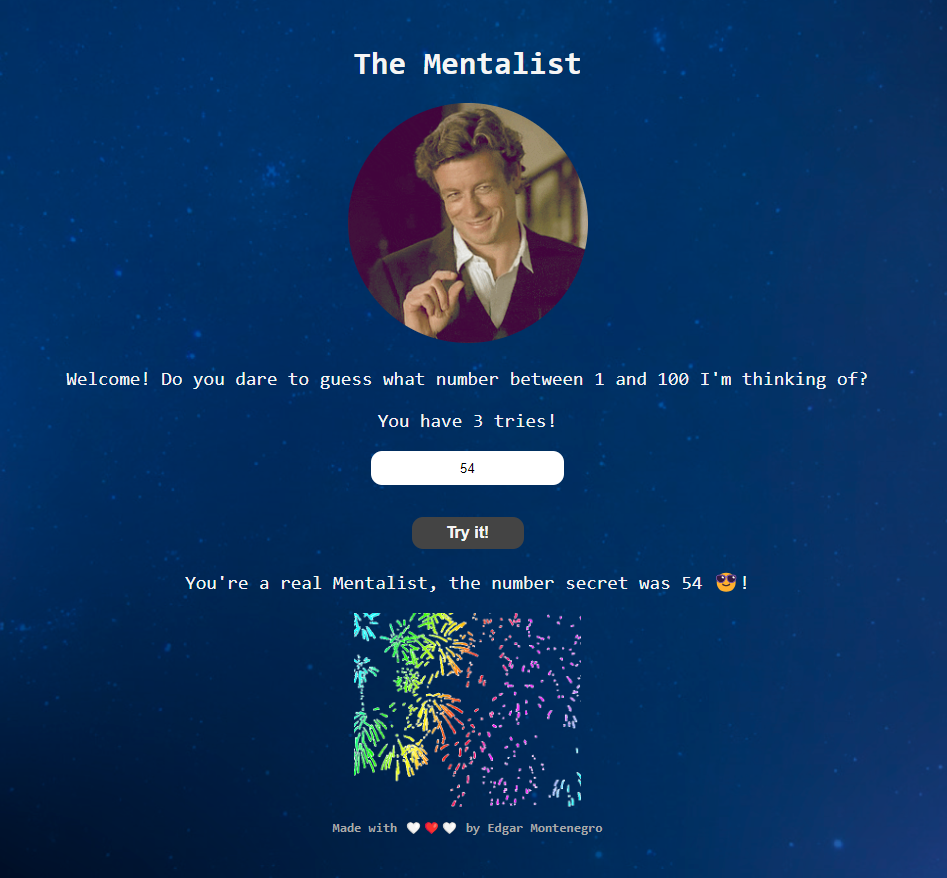 The Mentalist
Welcome! Do you dare to guess what number between 1 and 100 I'm thinking of?
You have 3 tries!
54
Try it!
You're a real Mentalist, the number secret was 54 😎!
Made with 🤍❤️🤍 by Edgar Montenegro